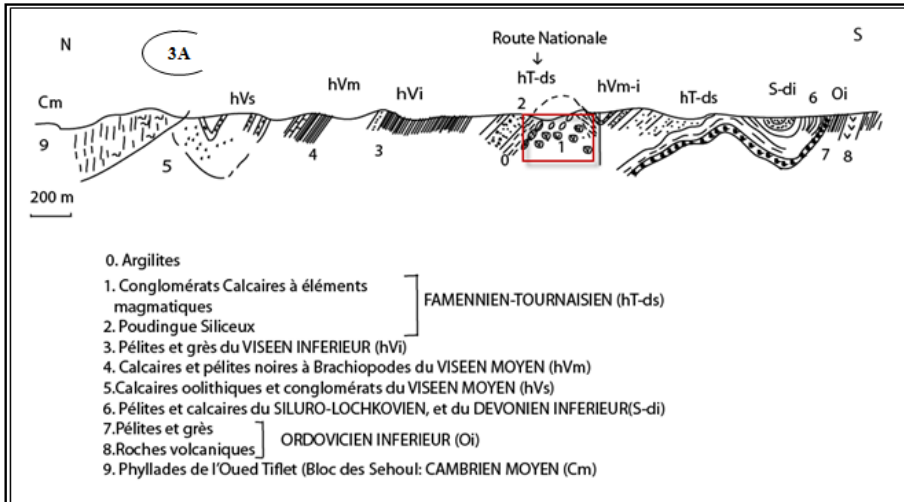 N
3A
Route Nationale
S
Cm
hVs
hVm
hVi
hT-ds
hVm-i
hT-ds
S-di
6
Oi
2
9
5
4
3
0
1
7
8
200 m
0. Argilites
1. Conglomérats Calcaires à éléments
magmatiques
FAMENNIEN-TOURNAISIEN (hT-ds)
2. Poudingue Siliceux
3. Pélites et grès du VISEEN INFERIEUR (hVi)
4. Calcaires et pélites noires à Brachiopodes du VISEEN MOYEN (hVm)
5.Calcaires oolithiques et conglomérats du VISEEN MOYEN (hVs)
6. Pélites et calcaires du SILURO-LOCHKOVIEN, et du DEVONIEN INFERIEUR(S-di)
7.Pélites et grès
ORDOVICIEN INFERIEUR (Oi)
8.Roches volcaniques
9. Phyllades de l'Oued Tiflet (Bloc des Sehoul: CAMBRIEN MOYEN (Cm)